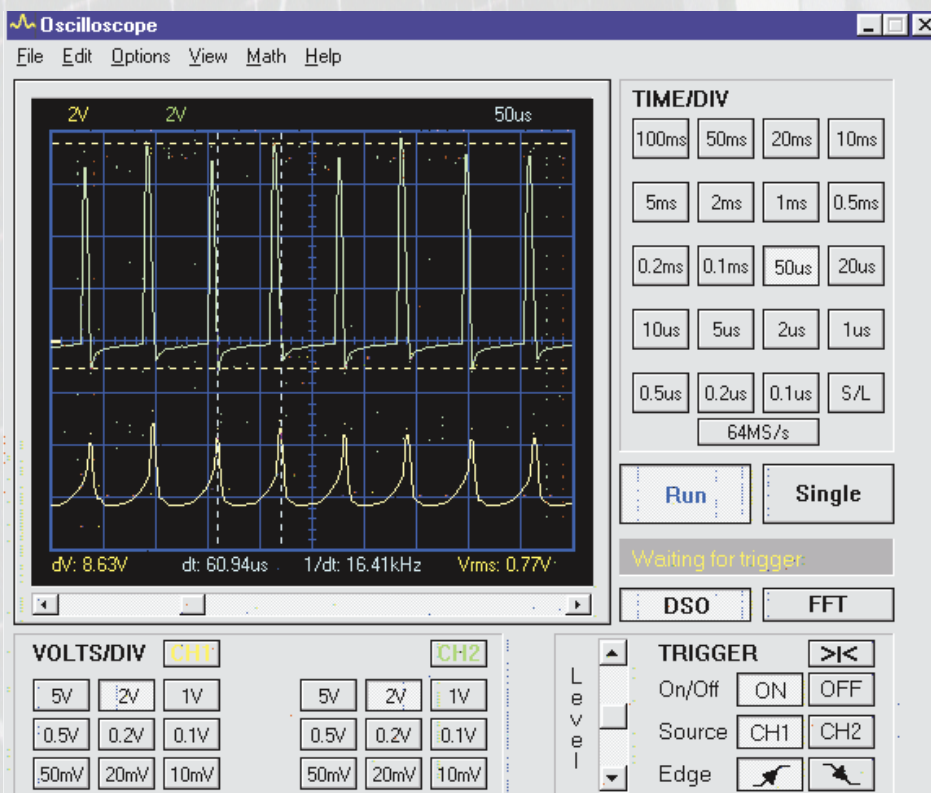 Oscilloscope
File Edit Options View Math Help
2V 2V 50us
dV: 8.63V dt: 60.94us 1/dt: 16.41kHz Vrms: 0.77V
TIME/DIV
100ms 50ms 20ms 10ms
5ms 2ms 1ms 0.5ms
0.2ms 0.1ms 50us 20us
10us 5us 2us 1us
0.5us 0.2us 0.1us S/L
64MS/s
Run Single
Waiting for trigger
DSO FFT
VOLTS/DIV CH1 CH2
5V 2V 1V 5V 2V 1V
0.5V 0.2V 0.1V 0.5V 0.2V 0.1V
50mV 20mV 10mV 50mV 20mV 10mV
Level
TRIGGER >|<
On/Off ON OFF
Source CH1 CH2
Edge